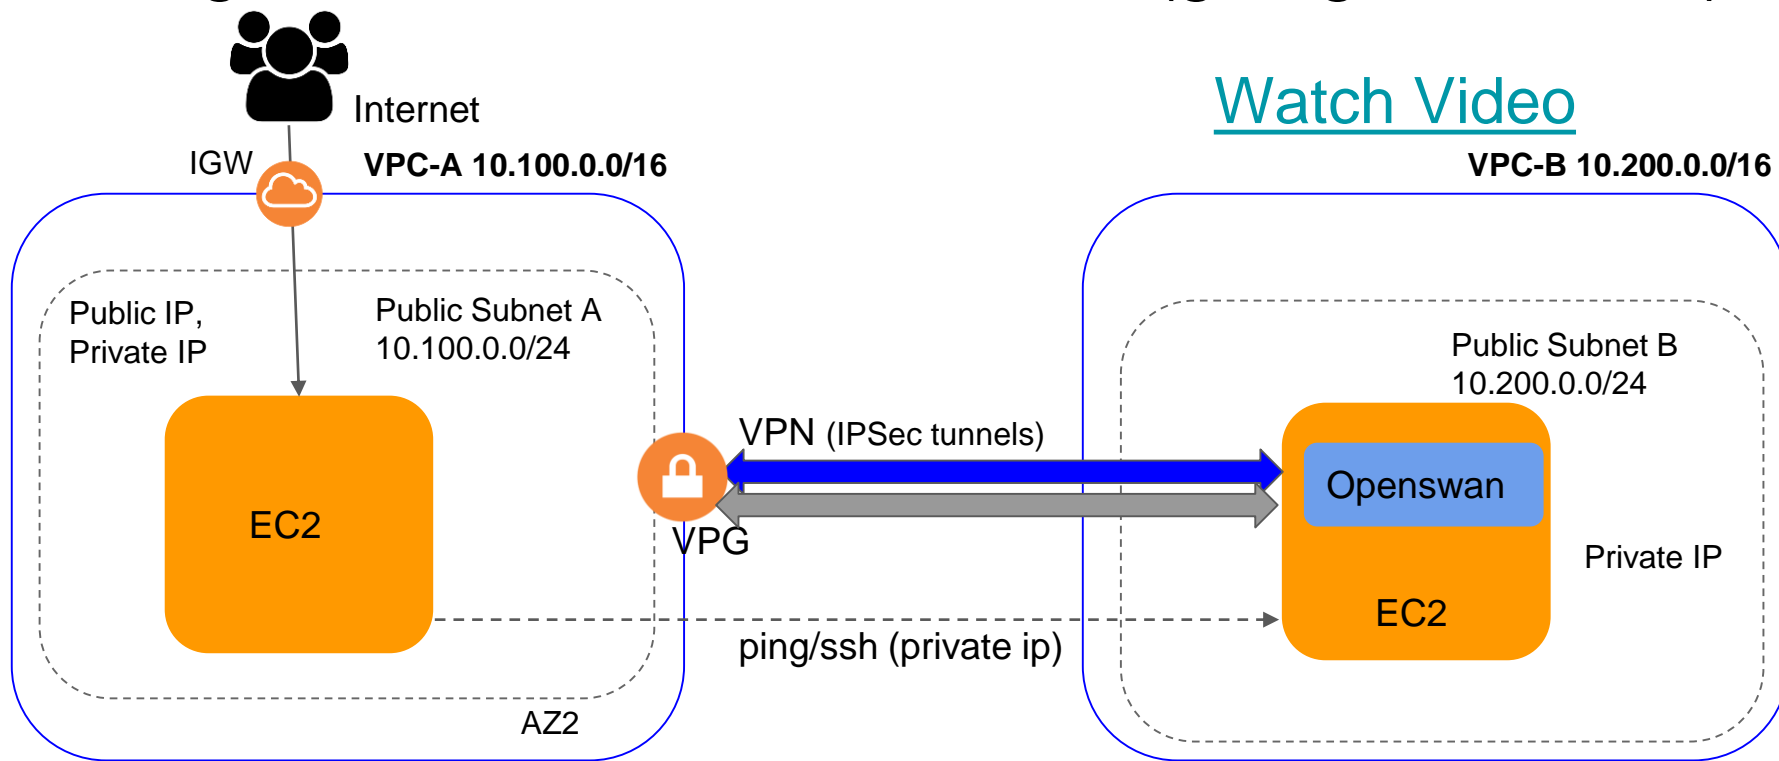 Internet
Watch Video
IGW
VPC-A 10.100.0.0/16
VPC-B 10.200.0.0/16
Public IP,
Private IP
Public Subnet A
10.100.0.0/24
Public Subnet B
10.200.0.0/24
VPN (IPSec tunnels)
Openswan
EC2
VPG
Private IP
EC2
ping/ssh (private ip)
AZ2